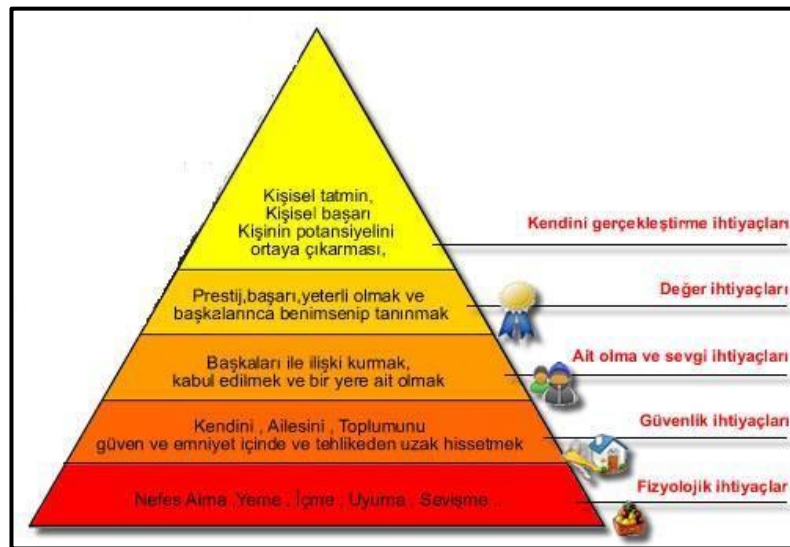 Kişisel tatmin,
Kişisel başarı
Kişinin potansiyelini
ortaya çıkarması,
Kendini gerçekleştirme ihtiyaçları
Prestij,başarı,yeterli olmak ve
başkalarınca benimsenip tanınmak
Değer ihtiyaçları
Başkaları ile ilişki kurmak,
kabul edilmek ve bir yere ait olmak
Ait olma ve sevgi ihtiyaçları
Kendini , Ailesini , Toplumunu
güven ve emniyet içinde ve tehlikeden uzak hissetmek
Güvenlik ihtiyaçları
Nefes Alma ,Yeme , İçme , Uyuma , Sevişme ..
Fizyolojik ihtiyaçlar